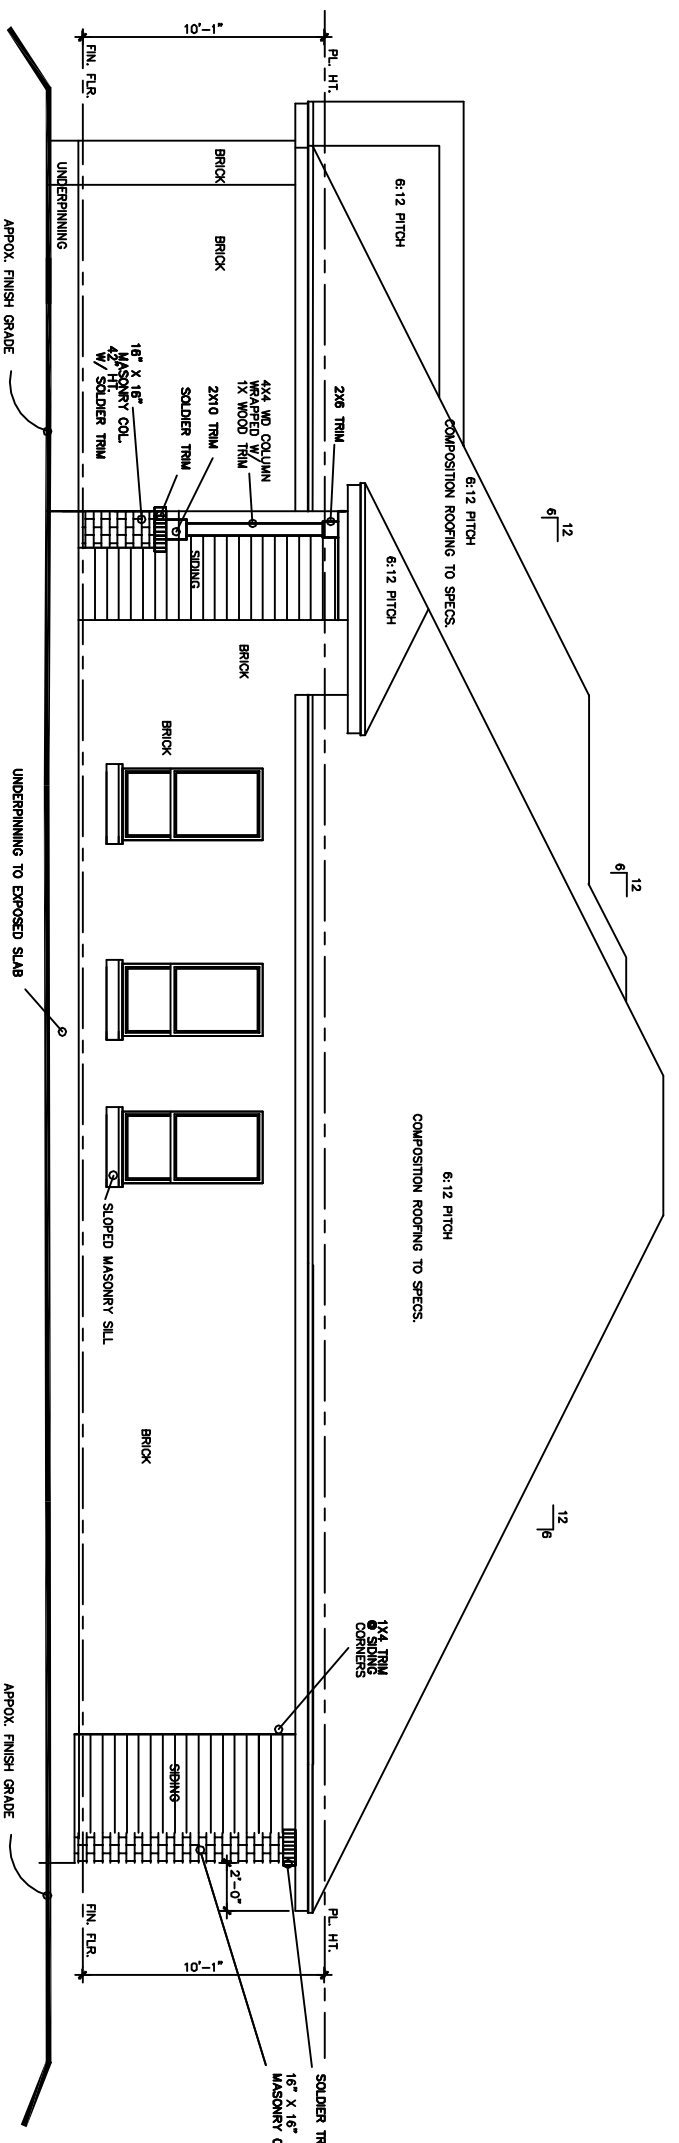 10'-1"
FIN. FLR.
PL. HT.
BRICK
BRICK
UNDERPINNING
APPOX. FINISH GRADE
6:12 PITCH
6:12 PITCH
COMPOSITION ROOFING TO SPECS.
12
6
2X6 TRIM
4X4 WD COLUMN
WRAPPED W/
1X WOOD TRIM
2X10 TRIM
SOLDIER TRIM
16" X 16"
MASONRY COL.
42" HT.
W/ SOLDIER TRIM
SIDING
6:12 PITCH
BRICK
BRICK
UNDERPINNING TO EXPOSED SLAB
12
6
SLOPED MASONRY SILL
6:12 PITCH
COMPOSITION ROOFING TO SPECS.
BRICK
12
6
1X4 TRIM
@ SIDING
CORNERS
SIDING
2'-0"
APPOX. FINISH GRADE
FIN. FLR.
PL. HT.
10'-1"
SOLDIER TR
16" X 16"
MASONRY C